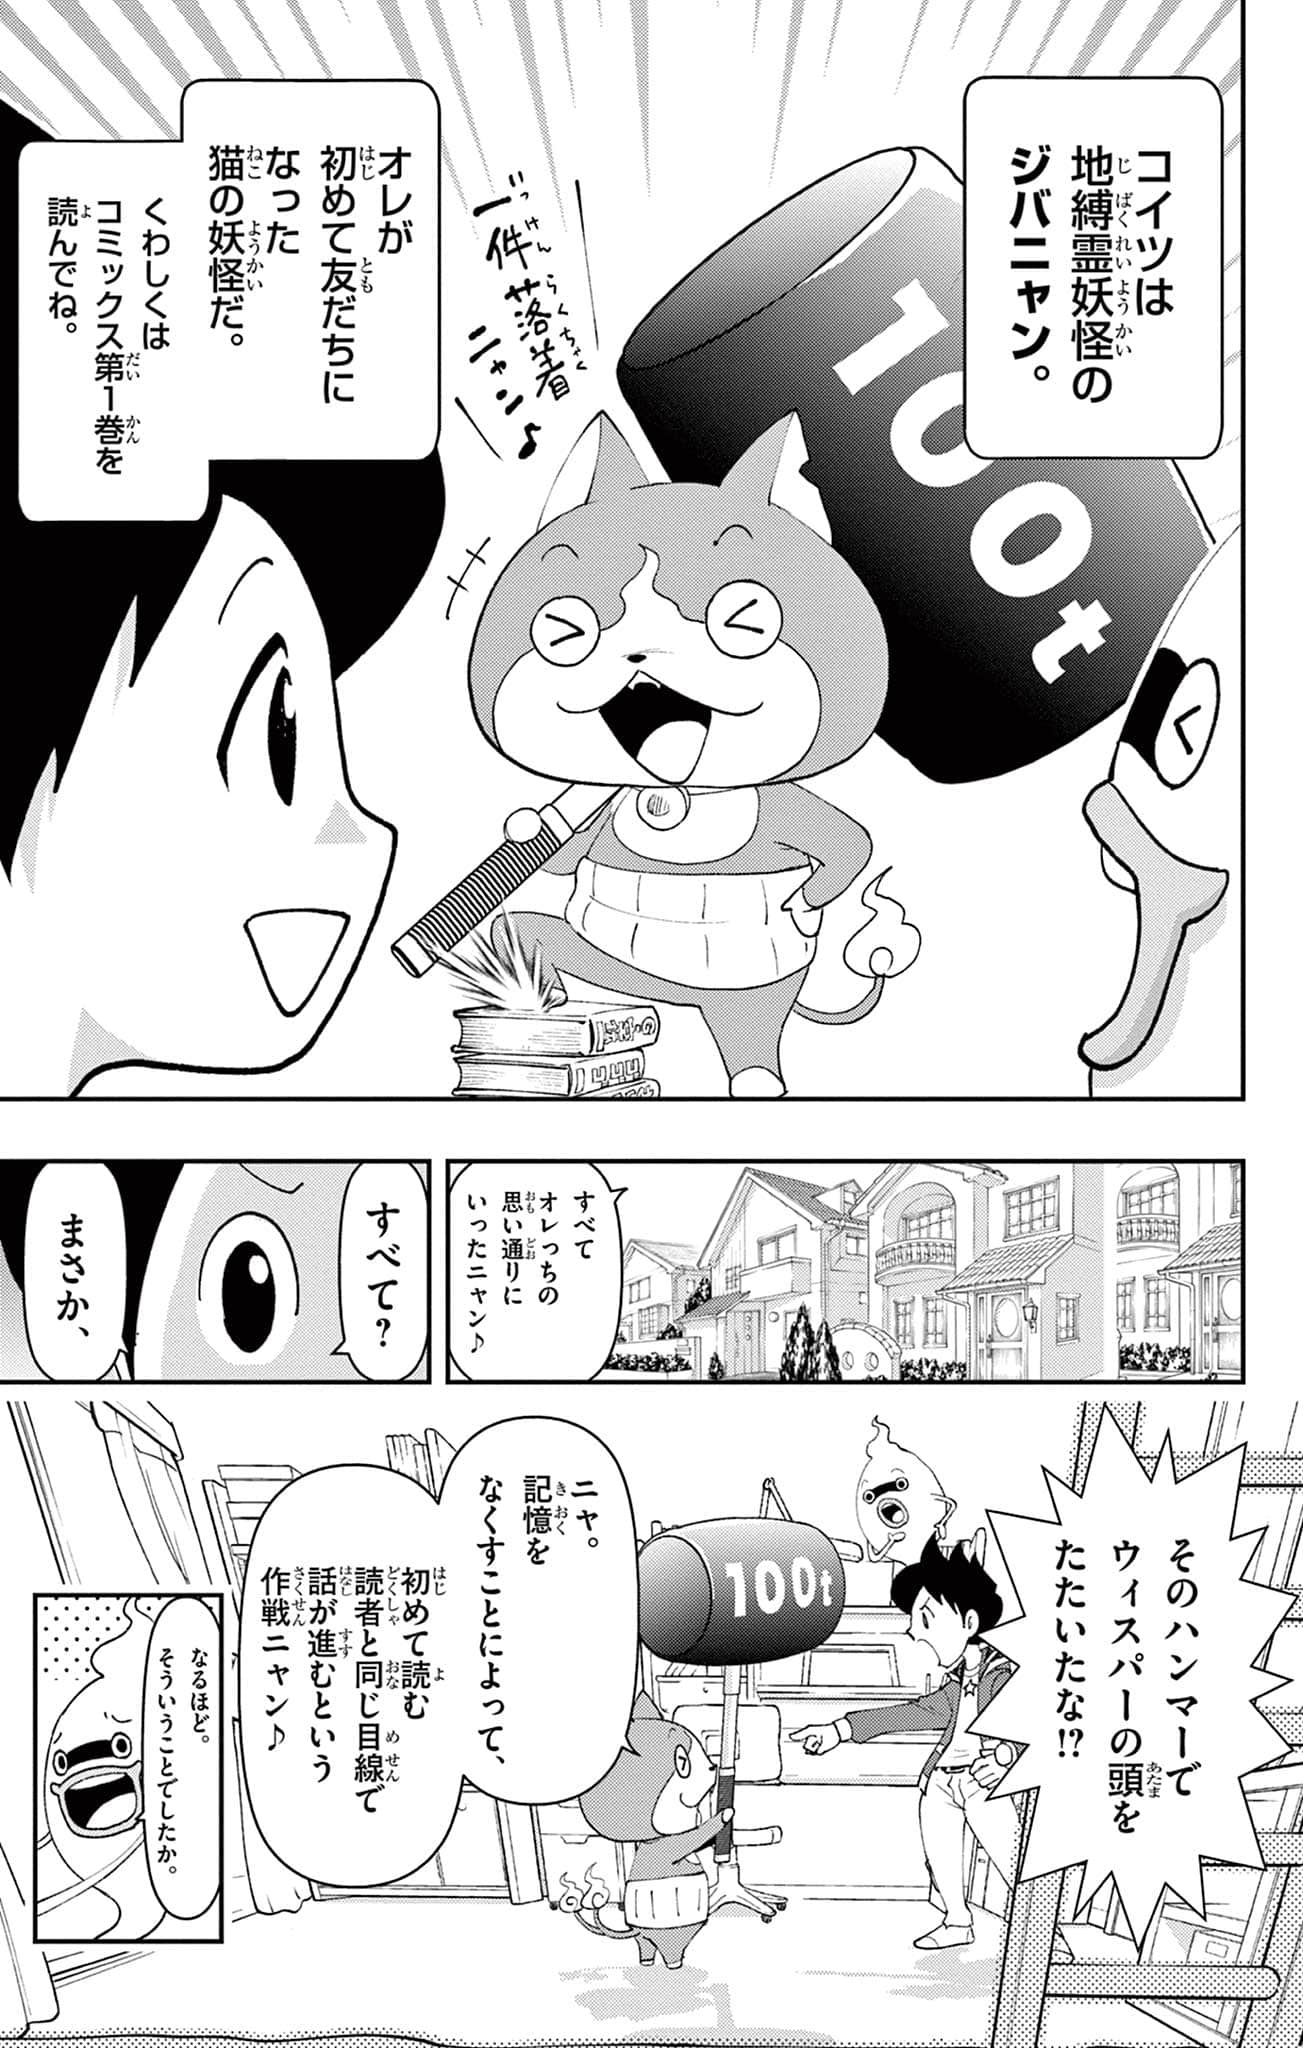 コイツは
地縛霊妖怪の
ジバニャン。
100t
一件落着
ニャン♪
オレが
初めて友だちに
なった
猫の妖怪だ。
くわしくは
コミックス第1巻を
読んでね。
すべて
オレっちの
思い通りに
いったニャン♪
すべて?
まさか、
そのハンマーで
ウィスパーの頭を
たたいたな!?
100t
ニャ。
記憶を
なくすことによって、
初めて読む
読者と同じ目線で
話が進むという
作戦ニャン♪
なるほど。
そういうことでしたか。